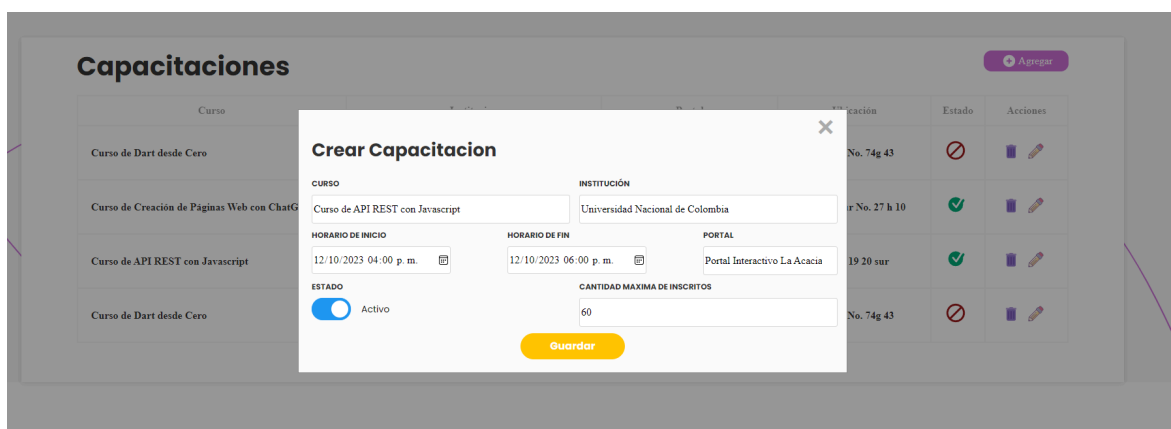 Capacitaciones
Agregar
Curso
Estado
Acciones
Crear Capacitacion
CURSO
INSTITUCIÓN
Curso de API REST con Javascript
Universidad Nacional de Colombia
HORARIO DE INICIO
HORARIO DE FIN
PORTAL
12/10/2023 04:00 p. m.
12/10/2023 06:00 p. m.
Portal Interactivo La Acacia
ESTADO
CANTIDAD MAXIMA DE INSCRITOS
Activo
60
Guardar
Curso de Dart desde Cero
No. 74g 43
Curso de Creación de Páginas Web con ChatG
r No. 27 h 10
Curso de API REST con Javascript
19 20 sur
Curso de Dart desde Cero
No. 74g 43